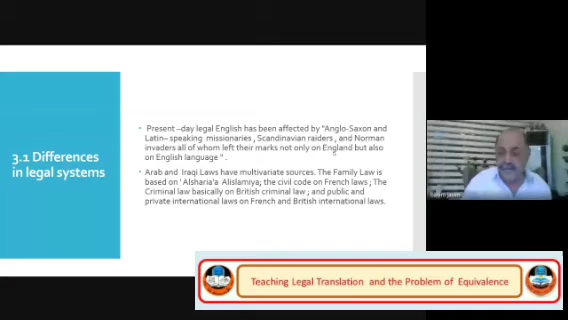 3.1 Differences
in legal systems
Present –day legal English has been affected by "Anglo-Saxon and
Latin– speaking missionaries , Scandinavian raiders , and Norman
invaders all of whom left their marks not only on England but also
on English language " .
Arab and Iraqi Laws have multivariate sources. The Family Law is
based on ' Alsharia'a Alislamiya; the civil code on French laws ; The
Criminal law basically on British criminal law ; and public and
private international laws on French and British international laws.
Teaching Legal Translation and the Problem of Equivalence